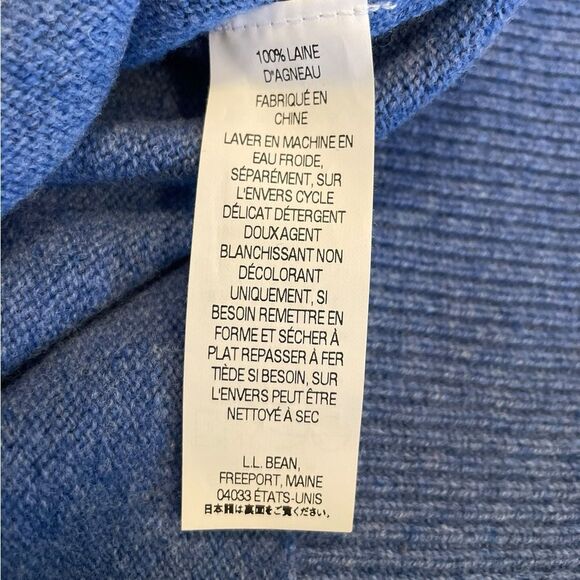 100% LAINE
D'AGNEAU
FABRIQUÉ EN
CHINE
LAVER EN MACHINE EN
EAU FROIDE,
SÉPARÉMENT, SUR
L'ENVERS CYCLE
DÉLICAT DÉTERGENT
DOUX AGENT
BLANCHISSANT NON
DÉCOLORANT
UNIQUEMENT, SI
BESOIN REMETTRE EN
FORME ET SÉCHER À
PLAT REPASSER À FER
TIÈDE SI BESOIN, SUR
L'ENVERS PEUT ÊTRE
NETTOYÉ À SEC
L.L. BEAN,
FREEPORT, MAINE
04033 ÉTATS-UNIS
日本日は裏面をご覧ください。